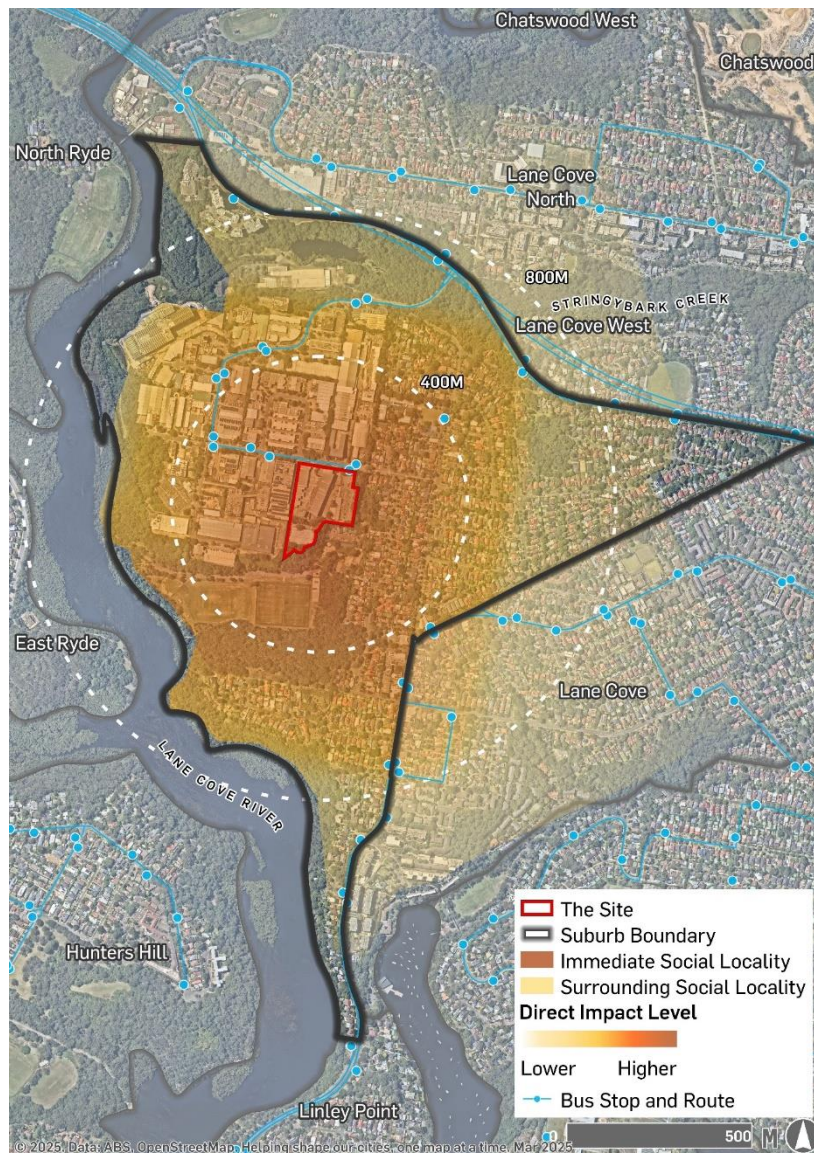 Chatswood West
Chatswood
North Ryde
Lane Cove
North
800M
STRINGYBARK CREEK
Lane Cove West
400M
East Ryde
Lane Cove
LANE COVE RIVER
Hunters Hill
Linley Point
The Site
Suburb Boundary
Immediate Social Locality
Surrounding Social Locality
Direct Impact Level
Lower Higher
Bus Stop and Route
© 2025. Data: ABS, OpenStreetMap. Helping shape our cities, one map at a time. Mar 2025
0 500 M